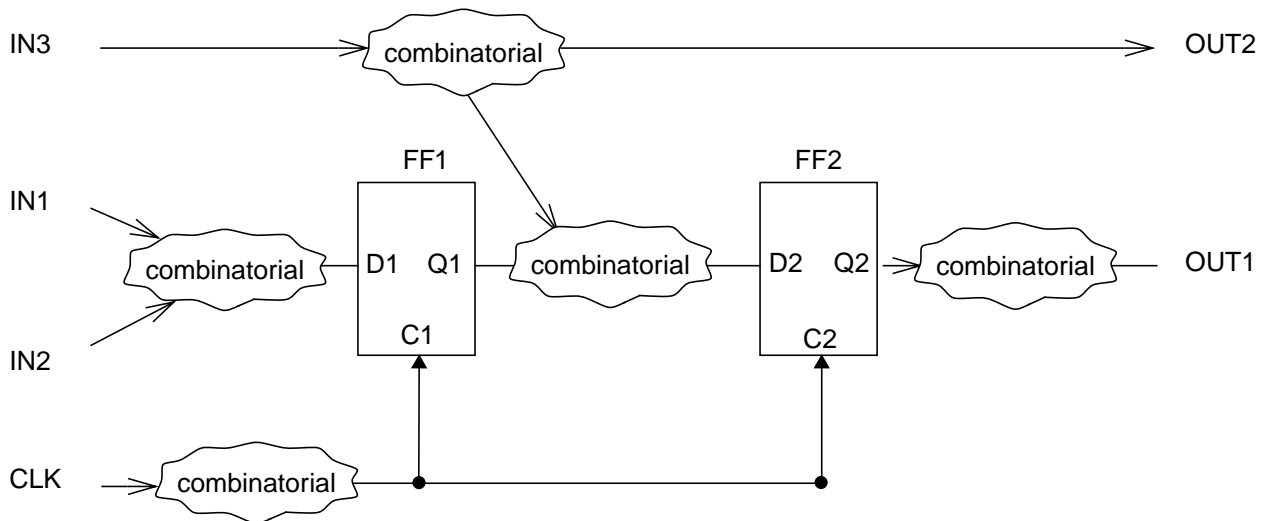 IN3
combinatorial
OUT2
FF1
FF2
IN1
combinatorial
D1
Q1
combinatorial
D2
Q2
combinatorial
OUT1
C1
C2
IN2
CLK
combinatorial